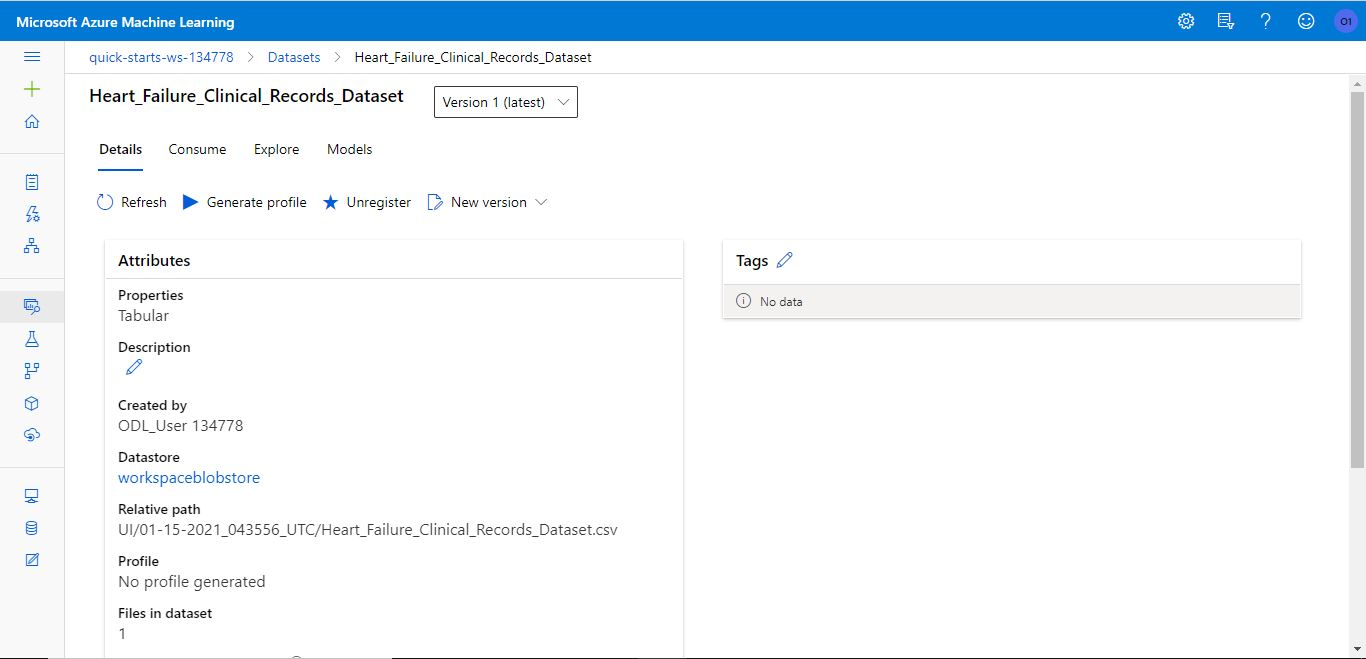 Microsoft Azure Machine Learning
O1
quick-starts-ws-134778 > Datasets > Heart_Failure_Clinical_Records_Dataset
Heart_Failure_Clinical_Records_Dataset
Version 1 (latest)
Details Consume Explore Models
Refresh Generate profile Unregister New version
Attributes
Properties
Tabular
Description
Created by
ODL_User 134778
Datastore
workspaceblobstore
Relative path
UI/01-15-2021_043556_UTC/Heart_Failure_Clinical_Records_Dataset.csv
Profile
No profile generated
Files in dataset
1
Tags
No data